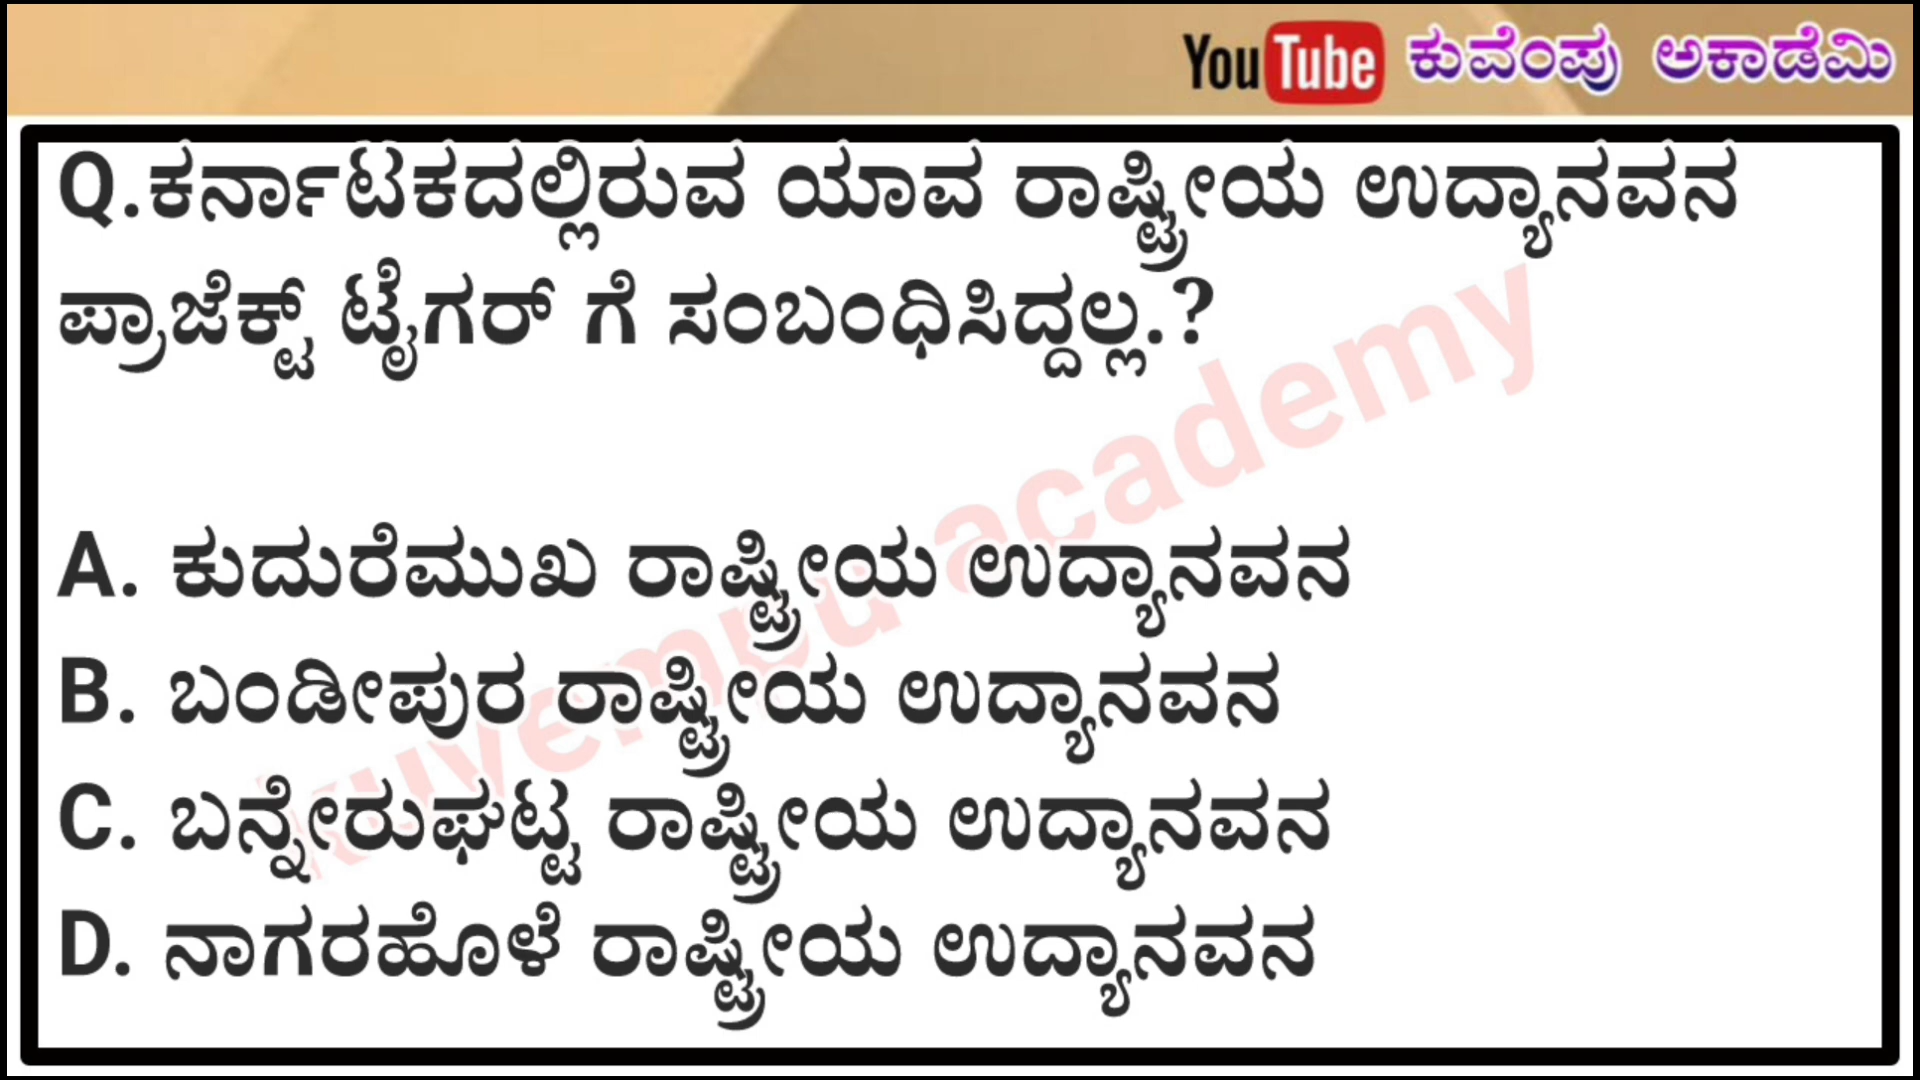 YouTube ಕುವೆಂಪು ಅಕಾಡೆಮಿ
Q.ಕರ್ನಾಟಕದಲ್ಲಿರುವ ಯಾವ ರಾಷ್ಟ್ರೀಯ ಉದ್ಯಾನವನ
ಪ್ರಾಜೆಕ್ಟ್ ಟೈಗರ್ ಗೆ ಸಂಬಂಧಿಸಿದ್ದಲ್ಲ.?
A. ಕುದುರೆಮುಖ ರಾಷ್ಟ್ರೀಯ ಉದ್ಯಾನವನ
B. ಬಂಡೀಪುರ ರಾಷ್ಟ್ರೀಯ ಉದ್ಯಾನವನ
C. ಬನ್ನೇರುಘಟ್ಟ ರಾಷ್ಟ್ರೀಯ ಉದ್ಯಾನವನ
D. ನಾಗರಹೊಳೆ ರಾಷ್ಟ್ರೀಯ ಉದ್ಯಾನವನ
kuvempu academy